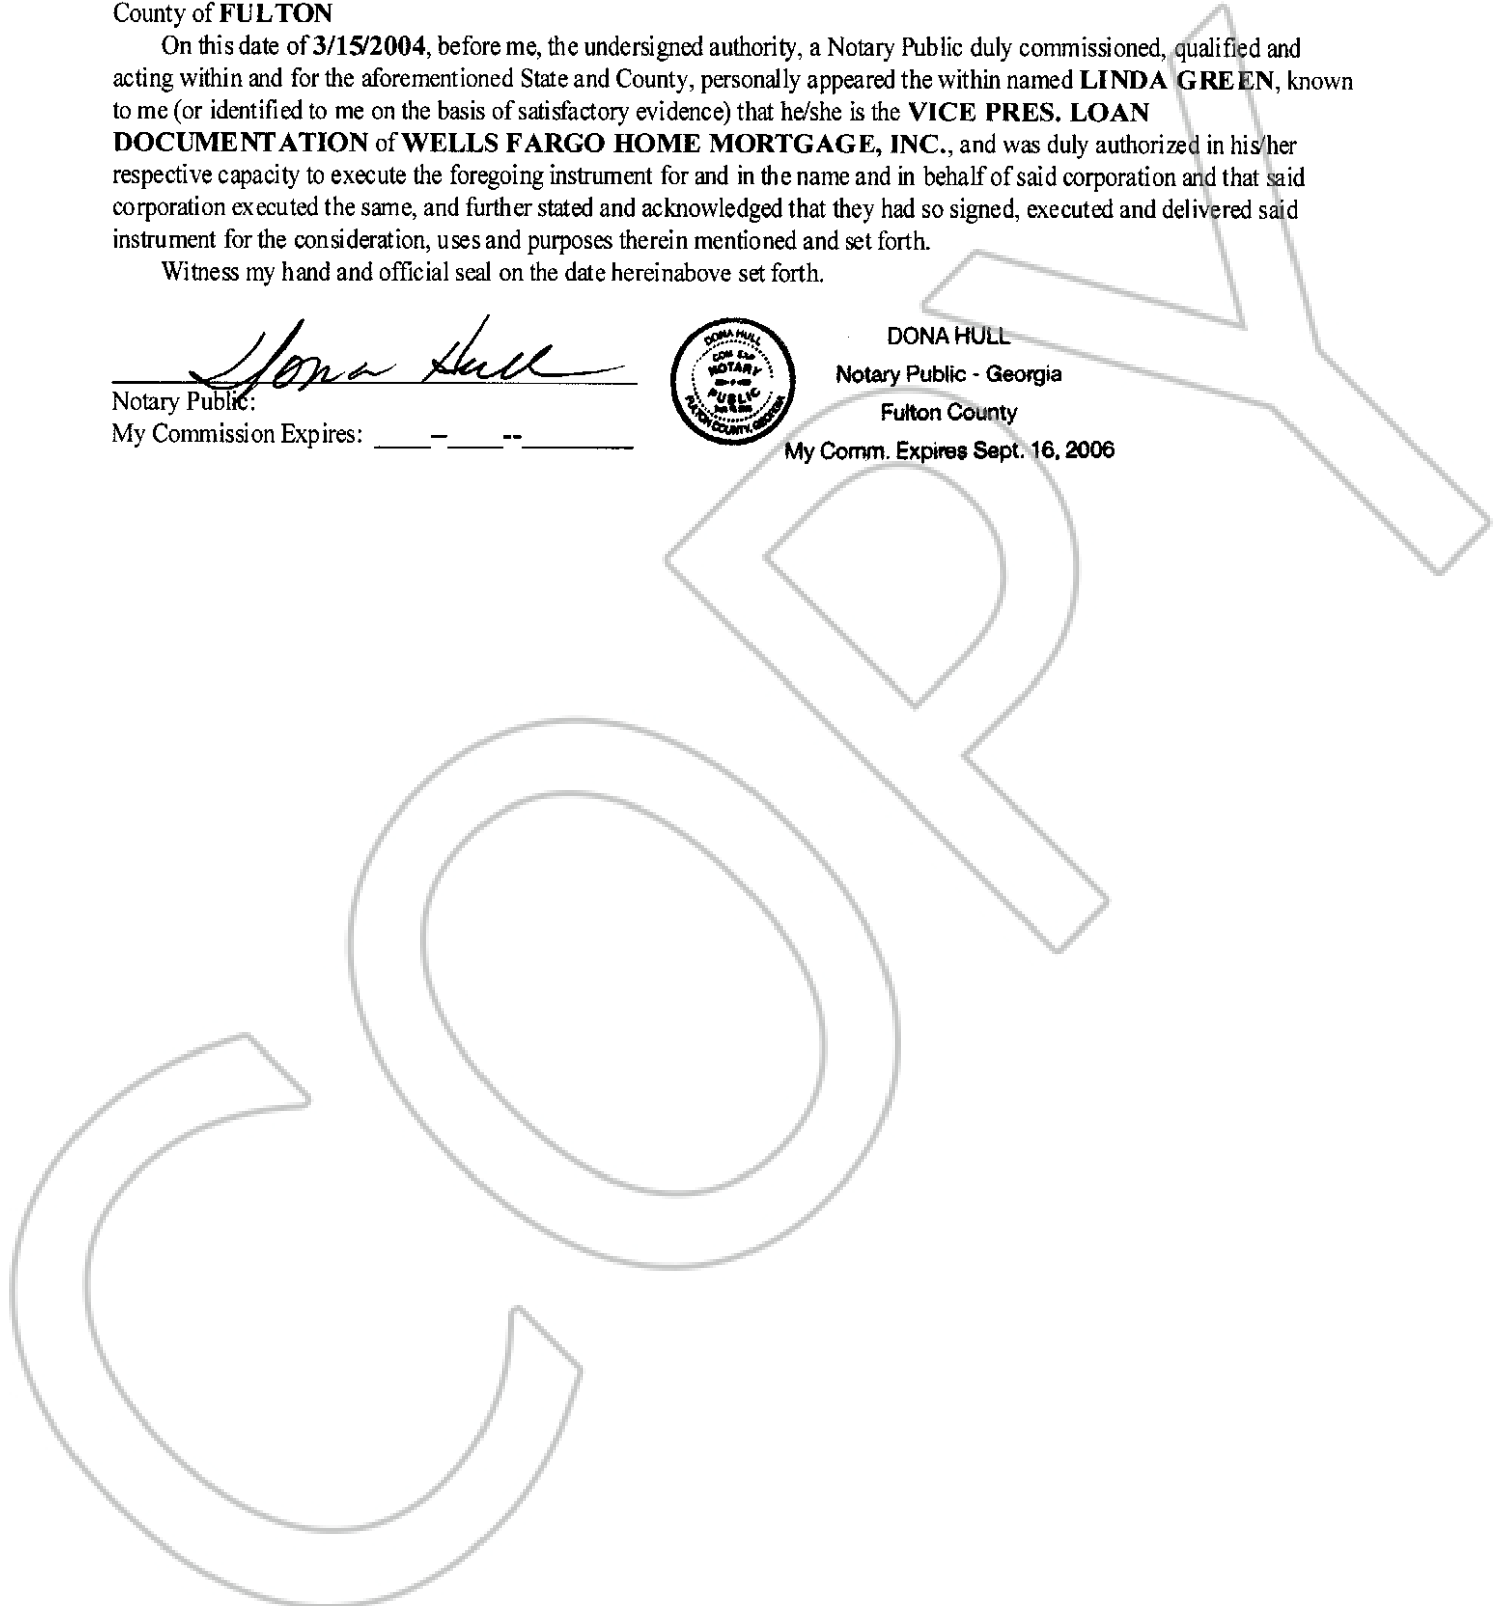 County of FULTON
On this date of 3/15/2004, before me, the undersigned authority, a Notary Public duly commissioned, qualified and
acting within and for the aforementioned State and County, personally appeared the within named LINDA GREEN, known
to me (or identified to me on the basis of satisfactory evidence) that he/she is the VICE PRES. LOAN
DOCUMENTATION of WELLS FARGO HOME MORTGAGE, INC., and was duly authorized in his/her
respective capacity to execute the foregoing instrument for and in the name and in behalf of said corporation and that said
corporation executed the same, and further stated and acknowledged that they had so signed, executed and delivered said
instrument for the consideration, uses and purposes therein mentioned and set forth.
Witness my hand and official seal on the date hereinabove set forth.
Dona Hull
Notary Public:
My Commission Expires: ____-____--________
DONA HULL
COM EXP
NOTARY
PUBLIC
FULTON COUNTY, GEORGIA
DONA HULL
Notary Public - Georgia
Fulton County
My Comm. Expires Sept. 16, 2006
COPY